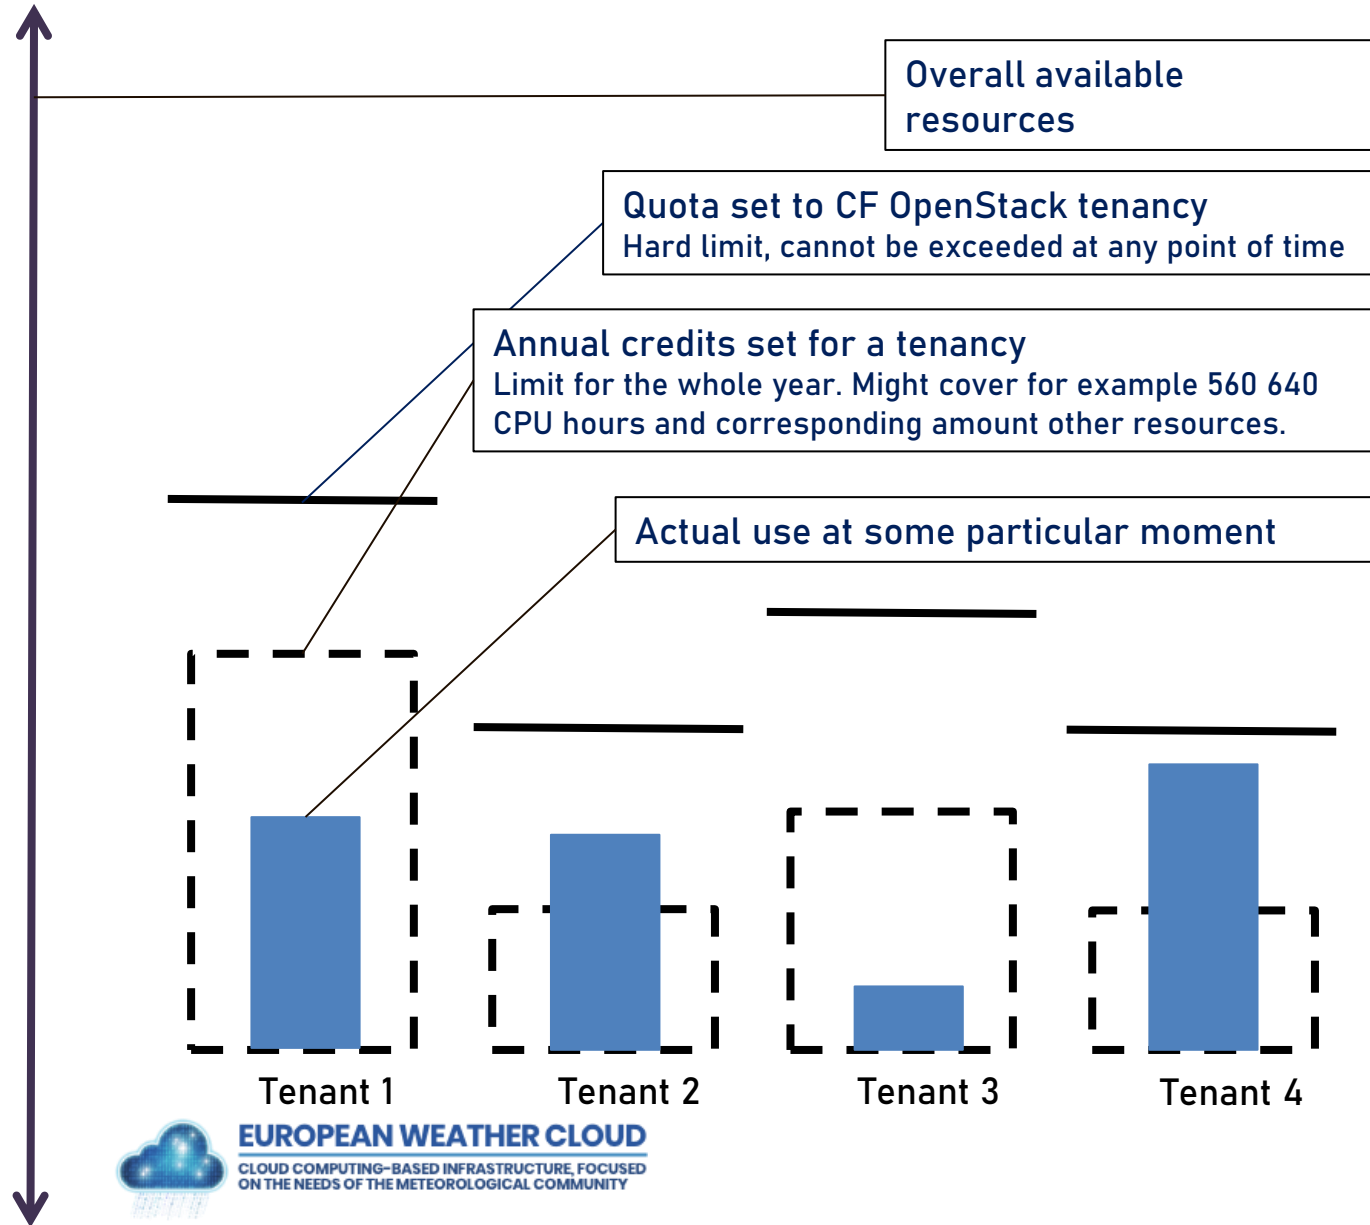 Overall available
resources
Quota set to CF OpenStack tenancy
Hard limit, cannot be exceeded at any point of time
Annual credits set for a tenancy
Limit for the whole year. Might cover for example 560 640
CPU hours and corresponding amount other resources.
Actual use at some particular moment
Tenant 1
Tenant 2
Tenant 3
Tenant 4
EUROPEAN WEATHER CLOUD
CLOUD COMPUTING-BASED INFRASTRUCTURE, FOCUSED
ON THE NEEDS OF THE METEOROLOGICAL COMMUNITY